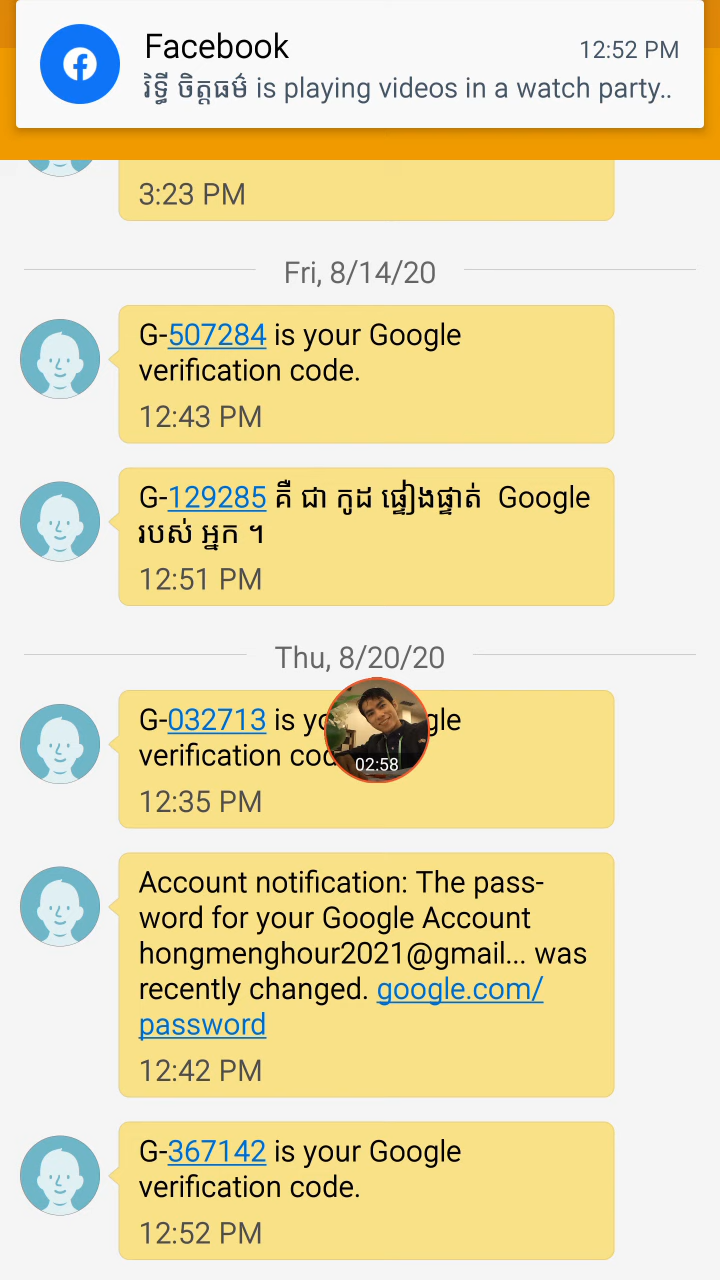 Facebook 12:52 PM
រិទ្ធី ចិត្តធម៌ is playing videos in a watch party..
3:23 PM
Fri, 8/14/20
G-507284 is your Google
verification code.
12:43 PM
G-129285 គឺ ជា កូដ ផ្ទៀងផ្ទាត់ Google
របស់ អ្នក ។
12:51 PM
Thu, 8/20/20
G-032713 is
verification
02:58
12:35 PM
Account notification: The pass-
word for your Google Account
hongmenghour2021@gmail... was
recently changed. google.com/
password
12:42 PM
G-367142 is your Google
verification code.
12:52 PM